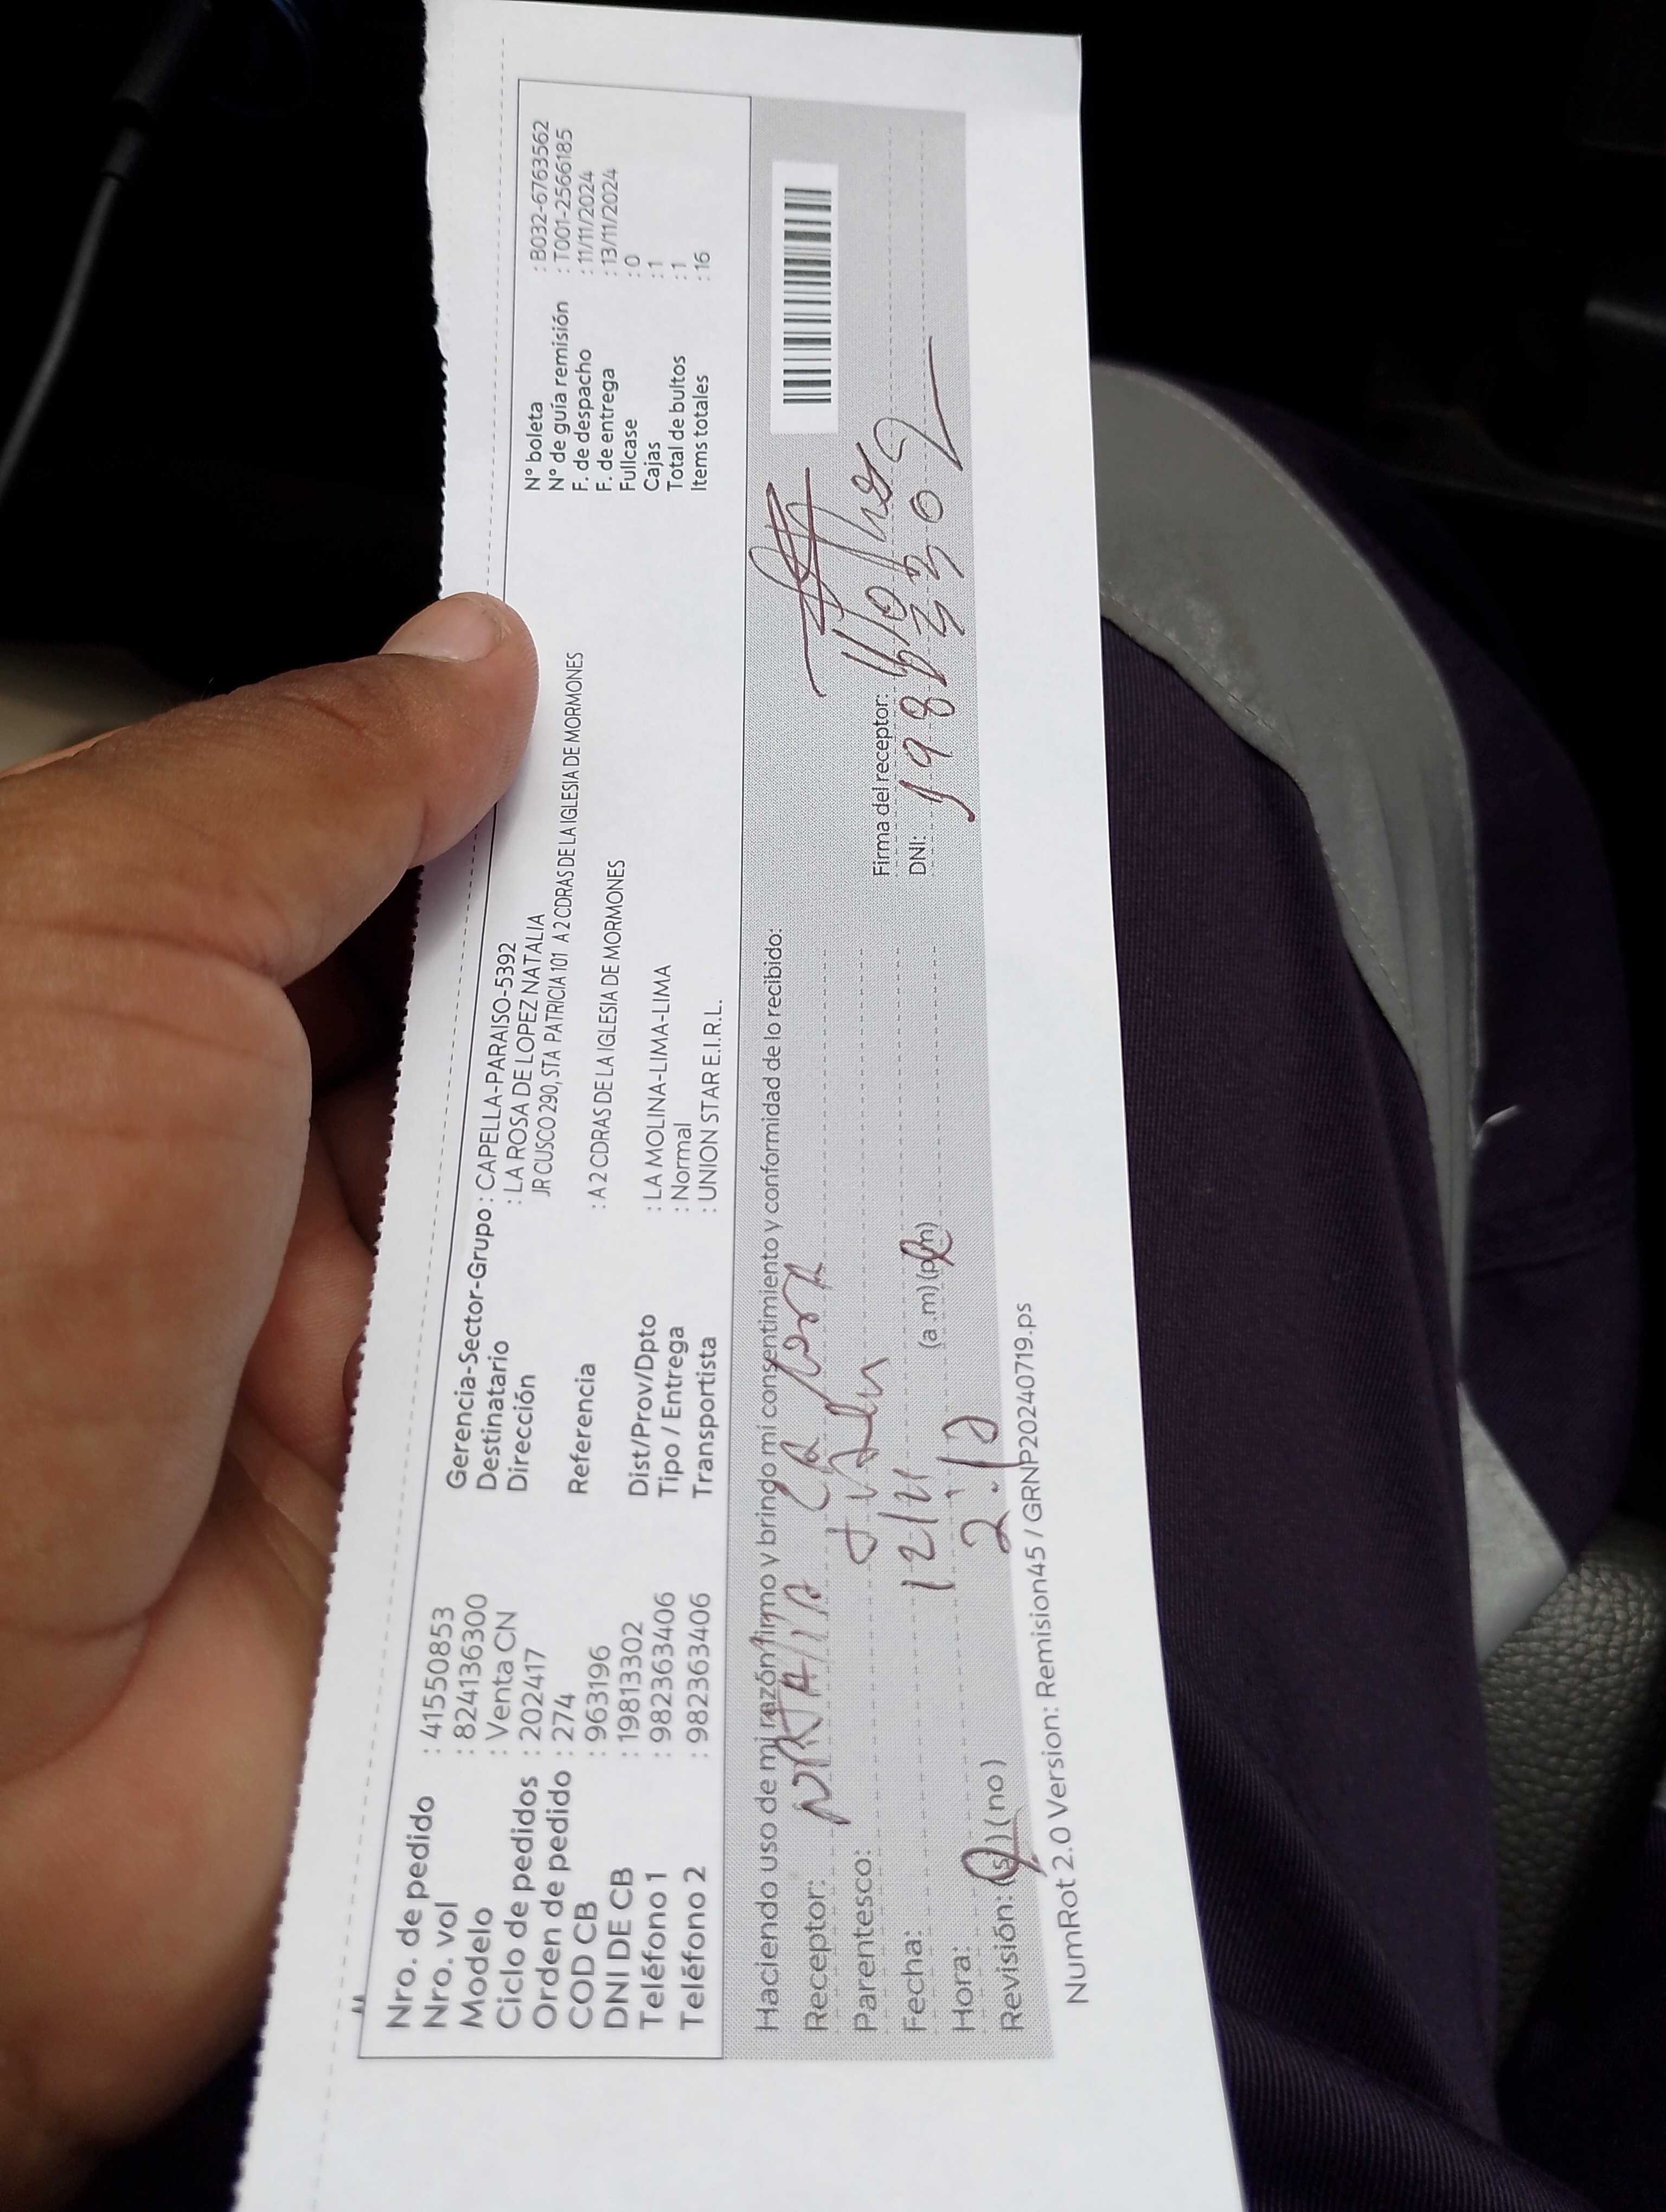 Nro. de pedido : 41550853
Nro. vol : 824136300
Modelo : Venta CN
Ciclo de pedidos : 202417
Orden de pedido : 274
COD CB : 963196
DNI DE CB : 19813302
Teléfono 1 : 982363406
Teléfono 2 : 982363406
Gerencia-Sector-Grupo : CAPELLA-PARAISO-5392
Destinatario : LA ROSA DE LOPEZ NATALIA
Dirección JR CUSCO 290, STA PATRICIA 101 A 2 CDRAS DE LA IGLESIA DE MORMONES
Referencia : A 2 CDRAS DE LA IGLESIA DE MORMONES
Dist/Prov/Dpto : LA MOLINA-LIMA-LIMA
Tipo / Entrega : Normal
Transportista : UNION STAR E.I.R.L.
N° boleta : B032-6763562
N° de guía remisión : T001-2566185
F. de despacho : 11/11/2024
F. de entrega : 13/11/2024
Fullcase : 0
Cajas : 1
Total de bultos : 1
Items totales : 16
Haciendo uso de mi razón firmo y bringo mi consentimiento y conformidad de lo recibido:
Receptor: NATALIA La Rosa
Parentesco:
Fecha: 12/11
Hora: 2:12 (a.m) (p.m)
Revisión: (si) (no)
Firma del receptor:
DNI: 19813302
NumRot 2.0 Version: Remision45 / GRNP20240719.ps